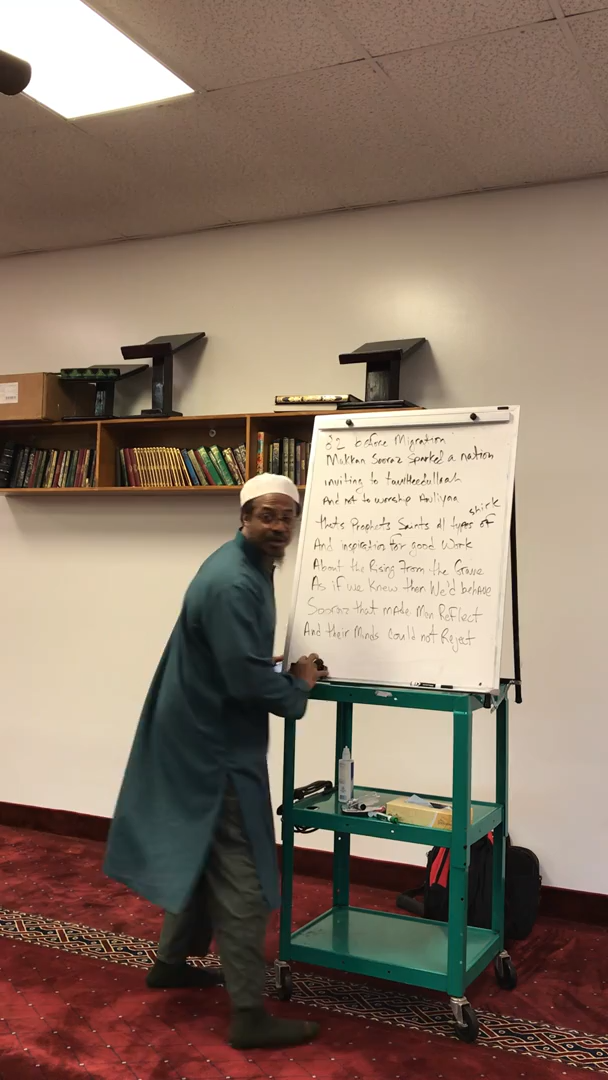 82 before Migration
Makkan Sooraz Sparked a nation
inviting to tawHeedullaah
And not to worship Awliyaa
shirk
that's Prophets Saints all types of
And inspiration for good Work
About the Rising From the Grave
As if we Knew then We'd behave
Sooraz that make Men Reflect
And their Minds could not Reject